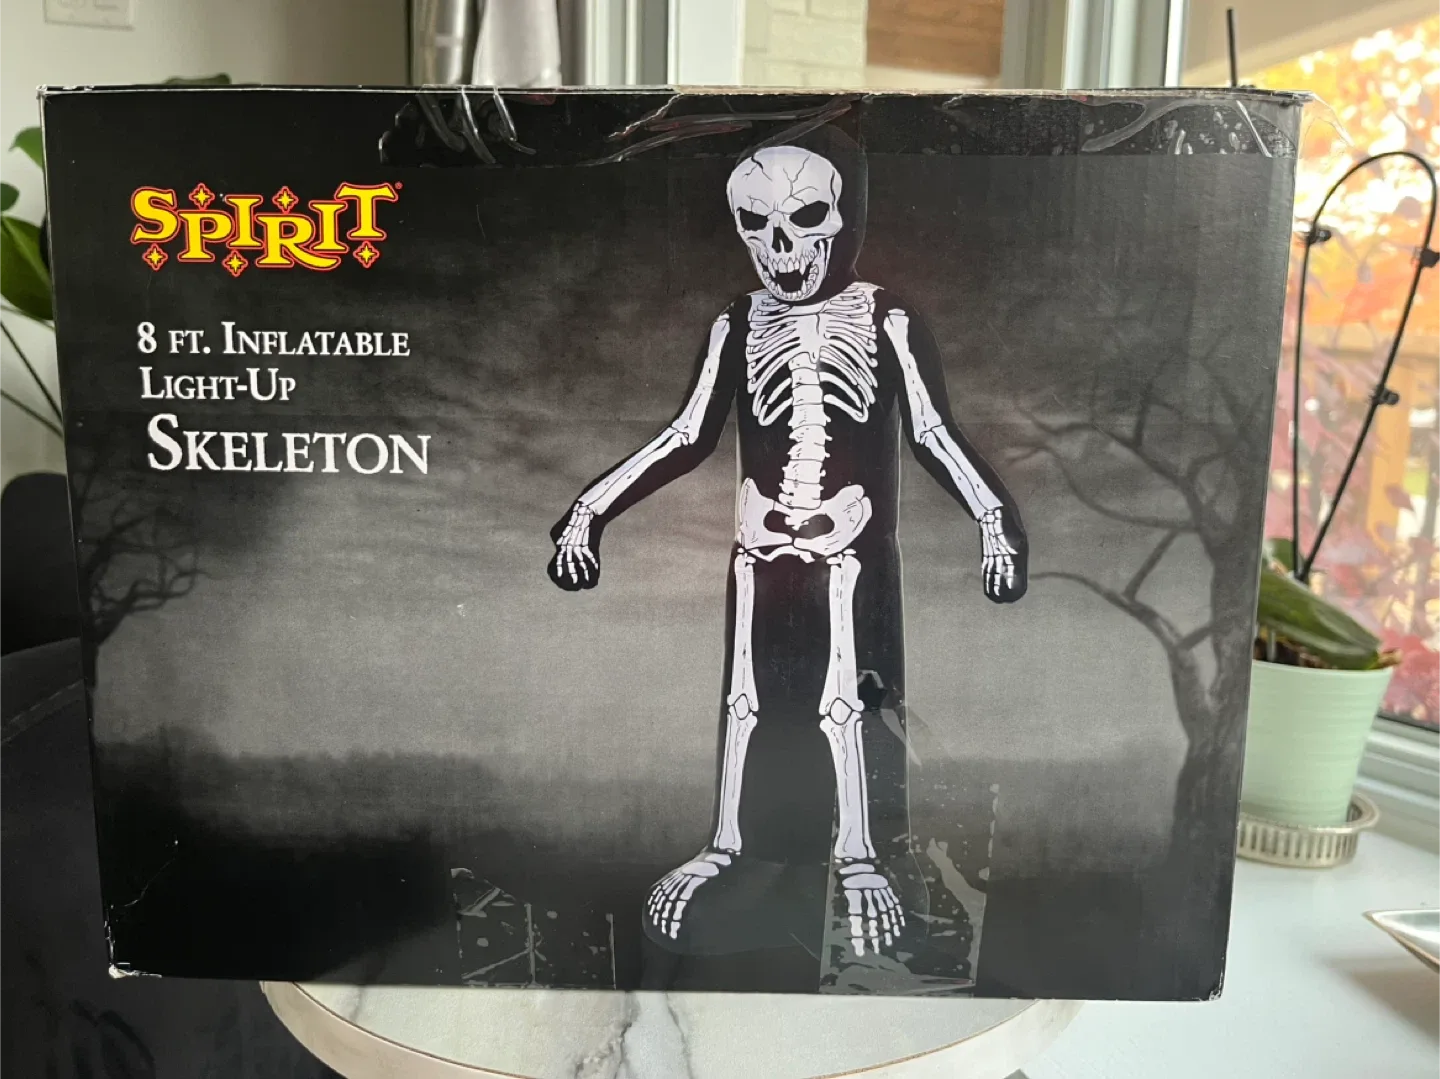 SPIRIT®
8 FT. INFLATABLE
LIGHT-UP
SKELETON